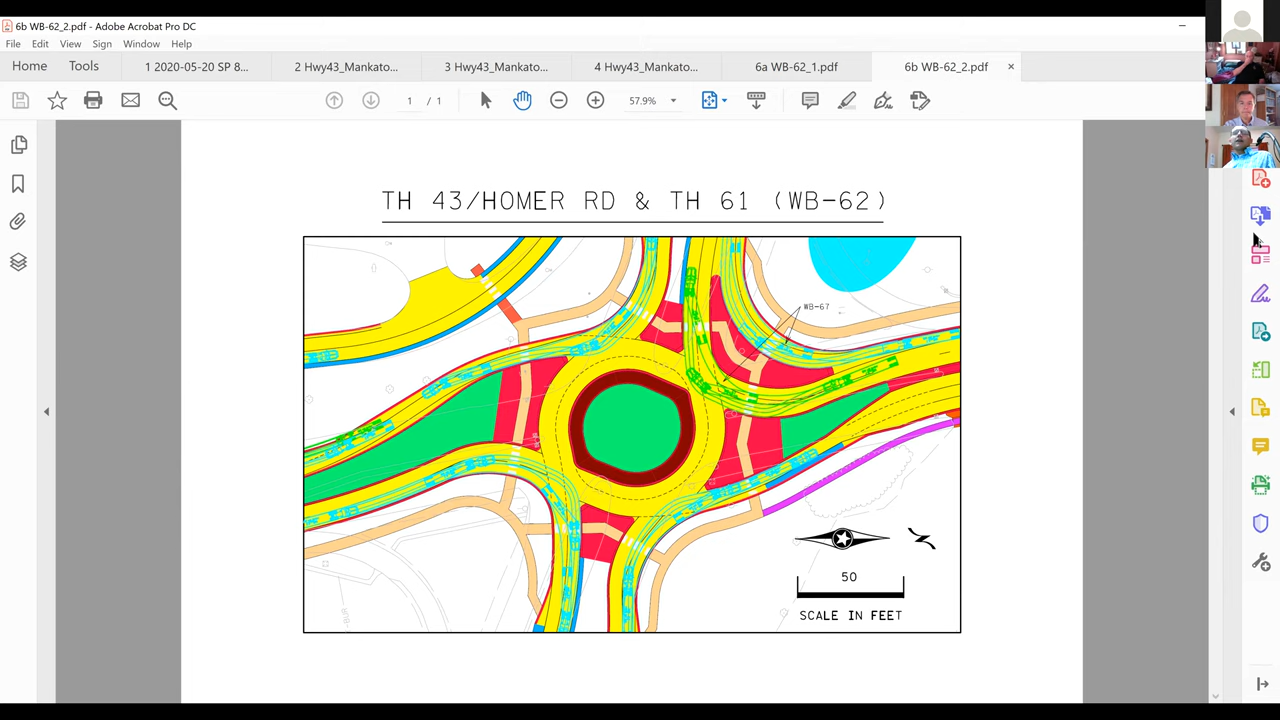 6b WB-62_2.pdf - Adobe Acrobat Pro DC
File Edit View Sign Window Help
Home Tools 1 2020-05-20 SP 8... 2 Hwy43_Mankato... 3 Hwy43_Mankato... 4 Hwy43_Mankato... 6a WB-62_1.pdf 6b WB-62_2.pdf ×
1 / 1 57.9%
TH 43/HOMER RD & TH 61 (WB-62)
WB-67
50
SCALE IN FEET